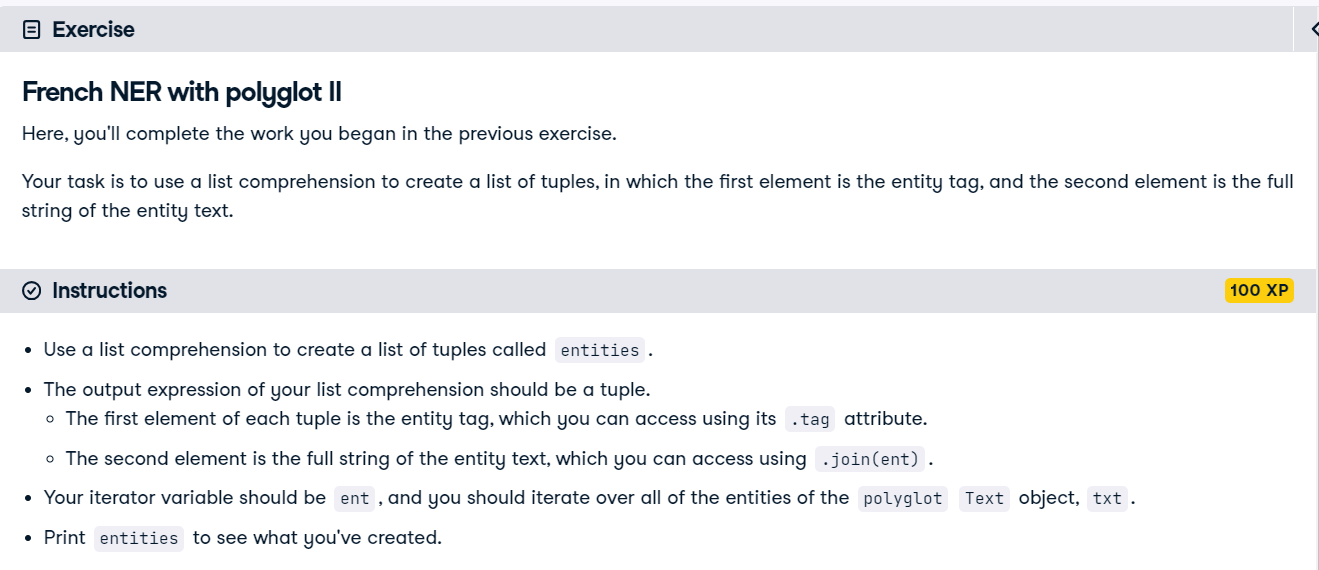 Exercise
French NER with polyglot II
Here, you'll complete the work you began in the previous exercise.
Your task is to use a list comprehension to create a list of tuples, in which the first element is the entity tag, and the second element is the full
string of the entity text.
Instructions
100 XP
• Use a list comprehension to create a list of tuples called entities.
• The output expression of your list comprehension should be a tuple.
◦ The first element of each tuple is the entity tag, which you can access using its .tag attribute.
◦ The second element is the full string of the entity text, which you can access using .join(ent).
• Your iterator variable should be ent, and you should iterate over all of the entities of the polyglot Text object, txt.
• Print entities to see what you've created.